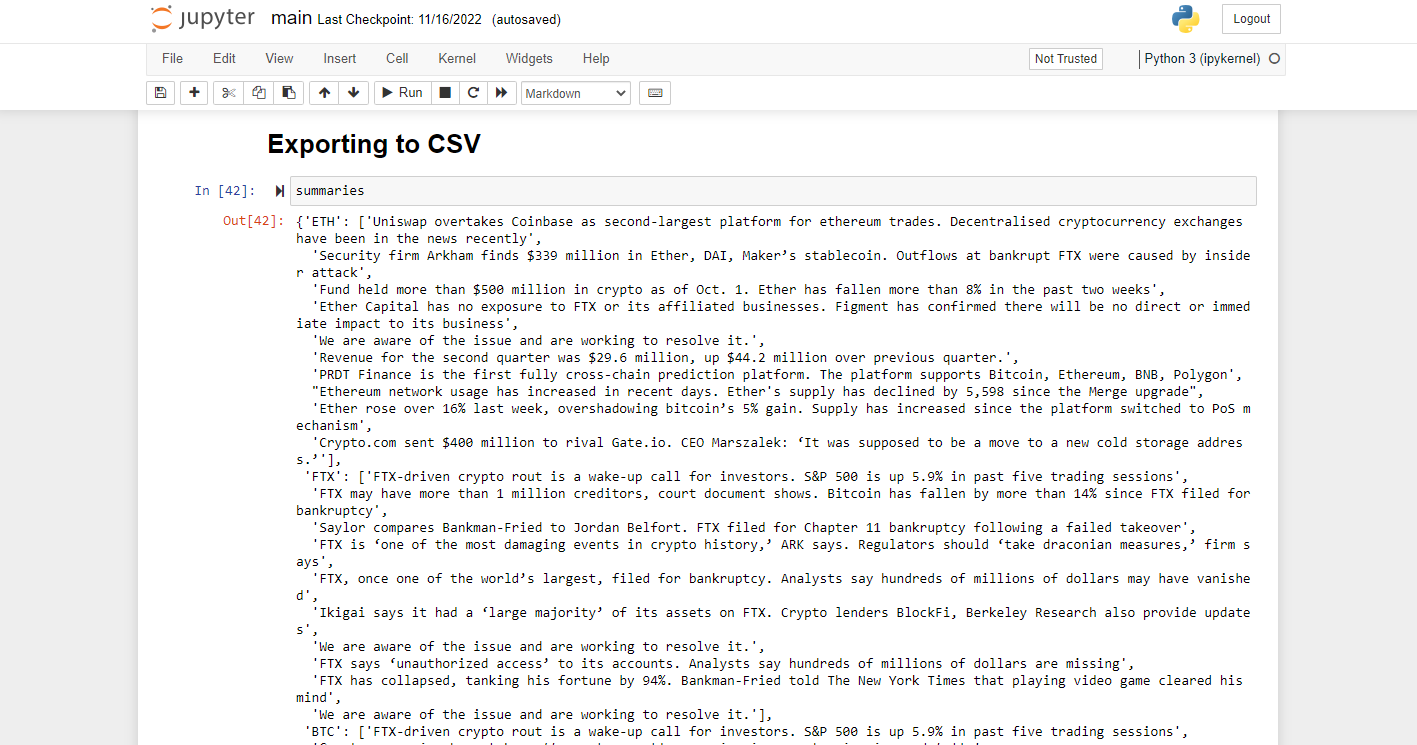 jupyter main Last Checkpoint: 11/16/2022 (autosaved) Logout
File Edit View Insert Cell Kernel Widgets Help Not Trusted Python 3 (ipykernel)
Run Markdown
Exporting to CSV
In [42]: summaries
Out[42]: {'ETH': ['Uniswap overtakes Coinbase as second-largest platform for ethereum trades. Decentralised cryptocurrency exchanges
have been in the news recently',
'Security firm Arkham finds $339 million in Ether, DAI, Maker’s stablecoin. Outflows at bankrupt FTX were caused by inside
r attack',
'Fund held more than $500 million in crypto as of Oct. 1. Ether has fallen more than 8% in the past two weeks',
'Ether Capital has no exposure to FTX or its affiliated businesses. Figment has confirmed there will be no direct or immed
iate impact to its business',
'We are aware of the issue and are working to resolve it.',
'Revenue for the second quarter was $29.6 million, up $44.2 million over previous quarter.',
'PRDT Finance is the first fully cross-chain prediction platform. The platform supports Bitcoin, Ethereum, BNB, Polygon',
"Ethereum network usage has increased in recent days. Ether's supply has declined by 5,598 since the Merge upgrade",
'Ether rose over 16% last week, overshadowing bitcoin’s 5% gain. Supply has increased since the platform switched to PoS m
echanism',
'Crypto.com sent $400 million to rival Gate.io. CEO Marszalek: ‘It was supposed to be a move to a new cold storage addres
s.’'],
'FTX': ['FTX-driven crypto rout is a wake-up call for investors. S&P 500 is up 5.9% in past five trading sessions',
'FTX may have more than 1 million creditors, court document shows. Bitcoin has fallen by more than 14% since FTX filed for
bankruptcy',
'Saylor compares Bankman-Fried to Jordan Belfort. FTX filed for Chapter 11 bankruptcy following a failed takeover',
'FTX is ‘one of the most damaging events in crypto history,’ ARK says. Regulators should ‘take draconian measures,’ firm s
ays',
'FTX, once one of the world’s largest, filed for bankruptcy. Analysts say hundreds of millions of dollars may have vanishe
d',
'Ikigai says it had a ‘large majority’ of its assets on FTX. Crypto lenders BlockFi, Berkeley Research also provide update
s',
'We are aware of the issue and are working to resolve it.',
'FTX says ‘unauthorized access’ to its accounts. Analysts say hundreds of millions of dollars are missing',
'FTX has collapsed, tanking his fortune by 94%. Bankman-Fried told The New York Times that playing video game cleared his
mind',
'We are aware of the issue and are working to resolve it.'],
'BTC': ['FTX-driven crypto rout is a wake-up call for investors. S&P 500 is up 5.9% in past five trading sessions',